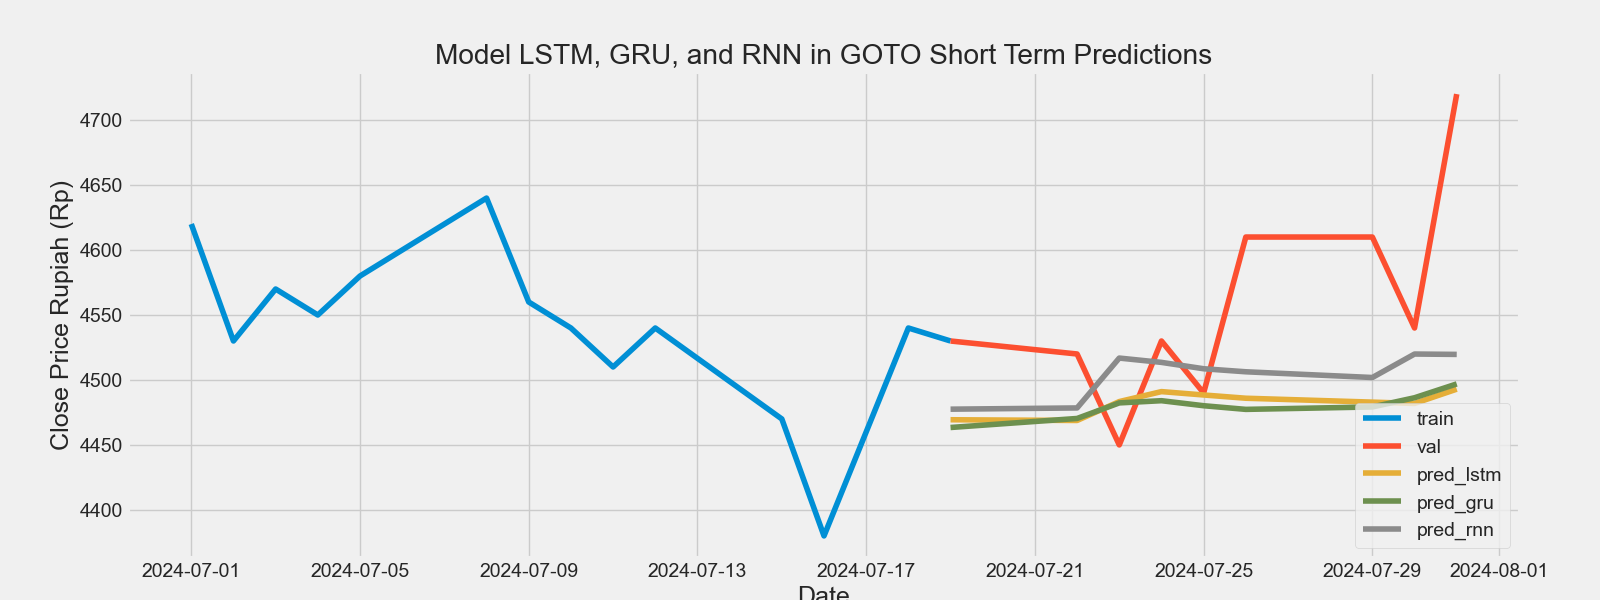 Model LSTM, GRU, and RNN in GOTO Short Term Predictions
Close Price Rupiah (Rp)
4700
4650
4600
4550
4500
4450
4400
train
val
pred_lstm
pred_gru
pred_rnn
2024-07-01 2024-07-05 2024-07-09 2024-07-13 2024-07-17 2024-07-21 2024-07-25 2024-07-29 2024-08-01
Date